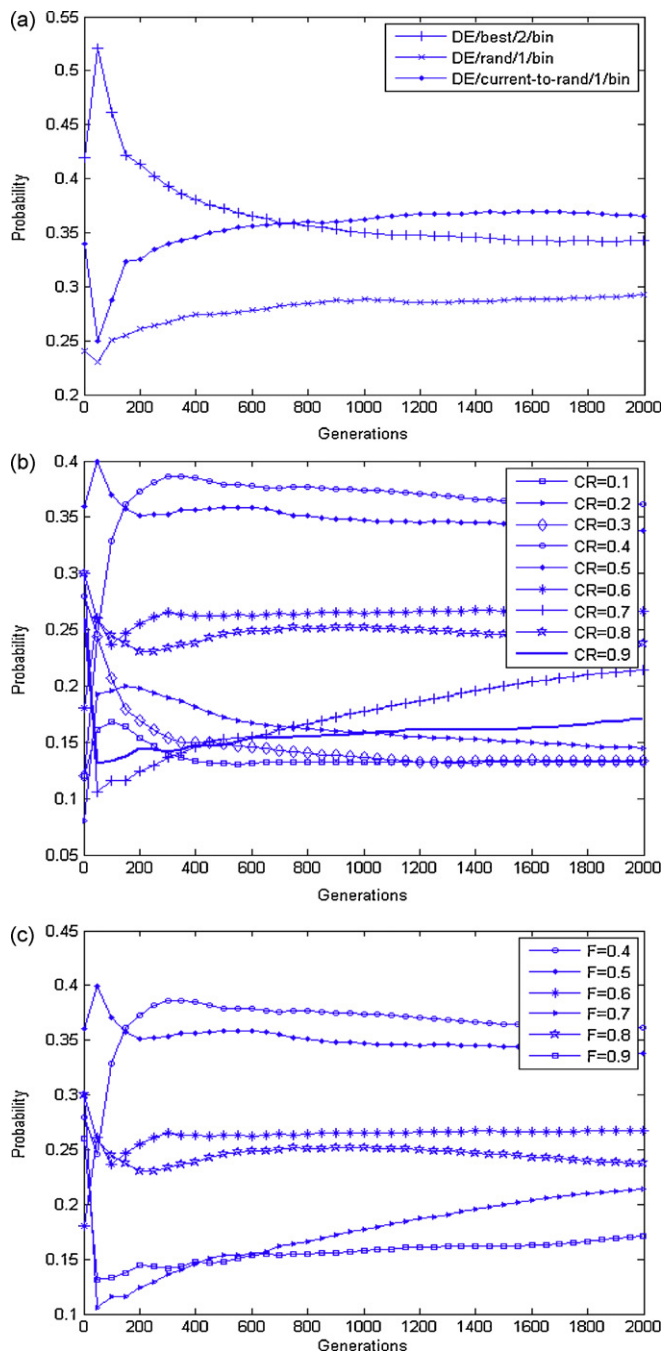 (a)
0.55
0.5
0.45
0.4
0.35
0.3
0.25
0.2
Probability
DE/best/2/bin
DE/rand/1/bin
DE/current-to-rand/1/bin
0 200 400 600 800 1000 1200 1400 1600 1800 2000
Generations
(b)
0.4
0.35
0.3
0.25
0.2
0.15
0.1
0.05
Probability
CR=0.1
CR=0.2
CR=0.3
CR=0.4
CR=0.5
CR=0.6
CR=0.7
CR=0.8
CR=0.9
0 200 400 600 800 1000 1200 1400 1600 1800 2000
Generations
(c)
0.45
0.4
0.35
0.3
0.25
0.2
0.15
0.1
Probability
F=0.4
F=0.5
F=0.6
F=0.7
F=0.8
F=0.9
0 200 400 600 800 1000 1200 1400 1600 1800 2000
Generations